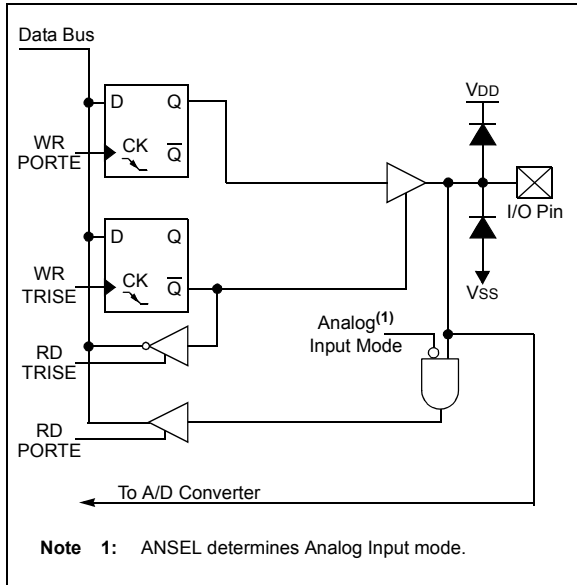 Data Bus
D Q
VDD
WR
PORTE
CK Q
I/O Pin
D Q
WR
TRISE
CK Q
VSS
Analog(1)
Input Mode
RD
TRISE
RD
PORTE
To A/D Converter
Note 1: ANSEL determines Analog Input mode.